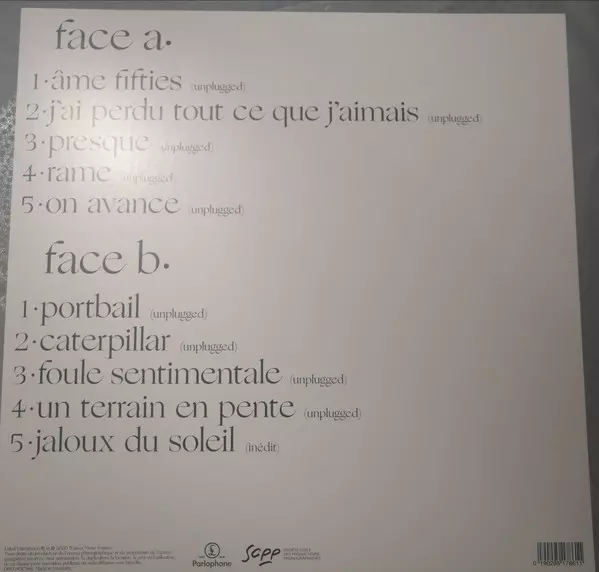 face a.
1·âme fifties (unplugged)
2·j'ai perdu tout ce que j'aimais (unplugged)
3·presque (unplugged)
4·rame (unplugged)
5·on avance (unplugged)
face b.
1·portbail (unplugged)
2·caterpillar (unplugged)
3·foule sentimentale (unplugged)
4·un terrain en pente (unplugged)
5·jaloux du soleil (inédit)
Parlophone
scpp